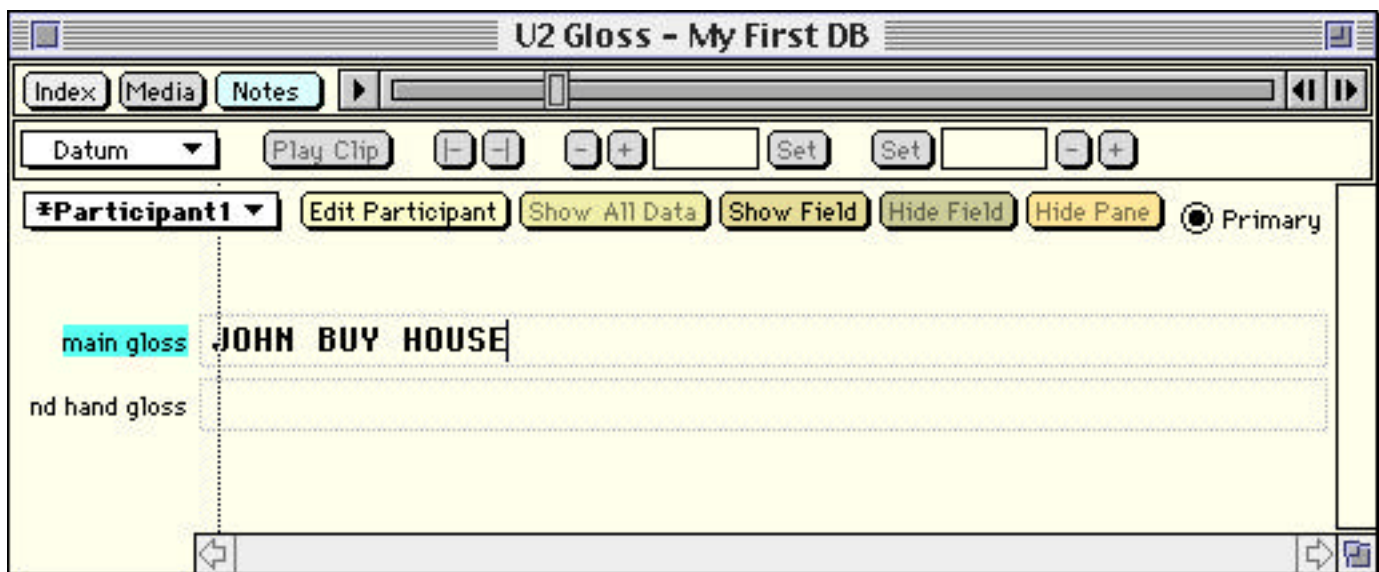 U2 Gloss - My First DB
Index Media Notes
Datum Play Clip - + Set Set - +
*Participant1 Edit Participant Show All Data Show Field Hide Field Hide Pane Primary
main gloss JOHN BUY HOUSE
nd hand gloss